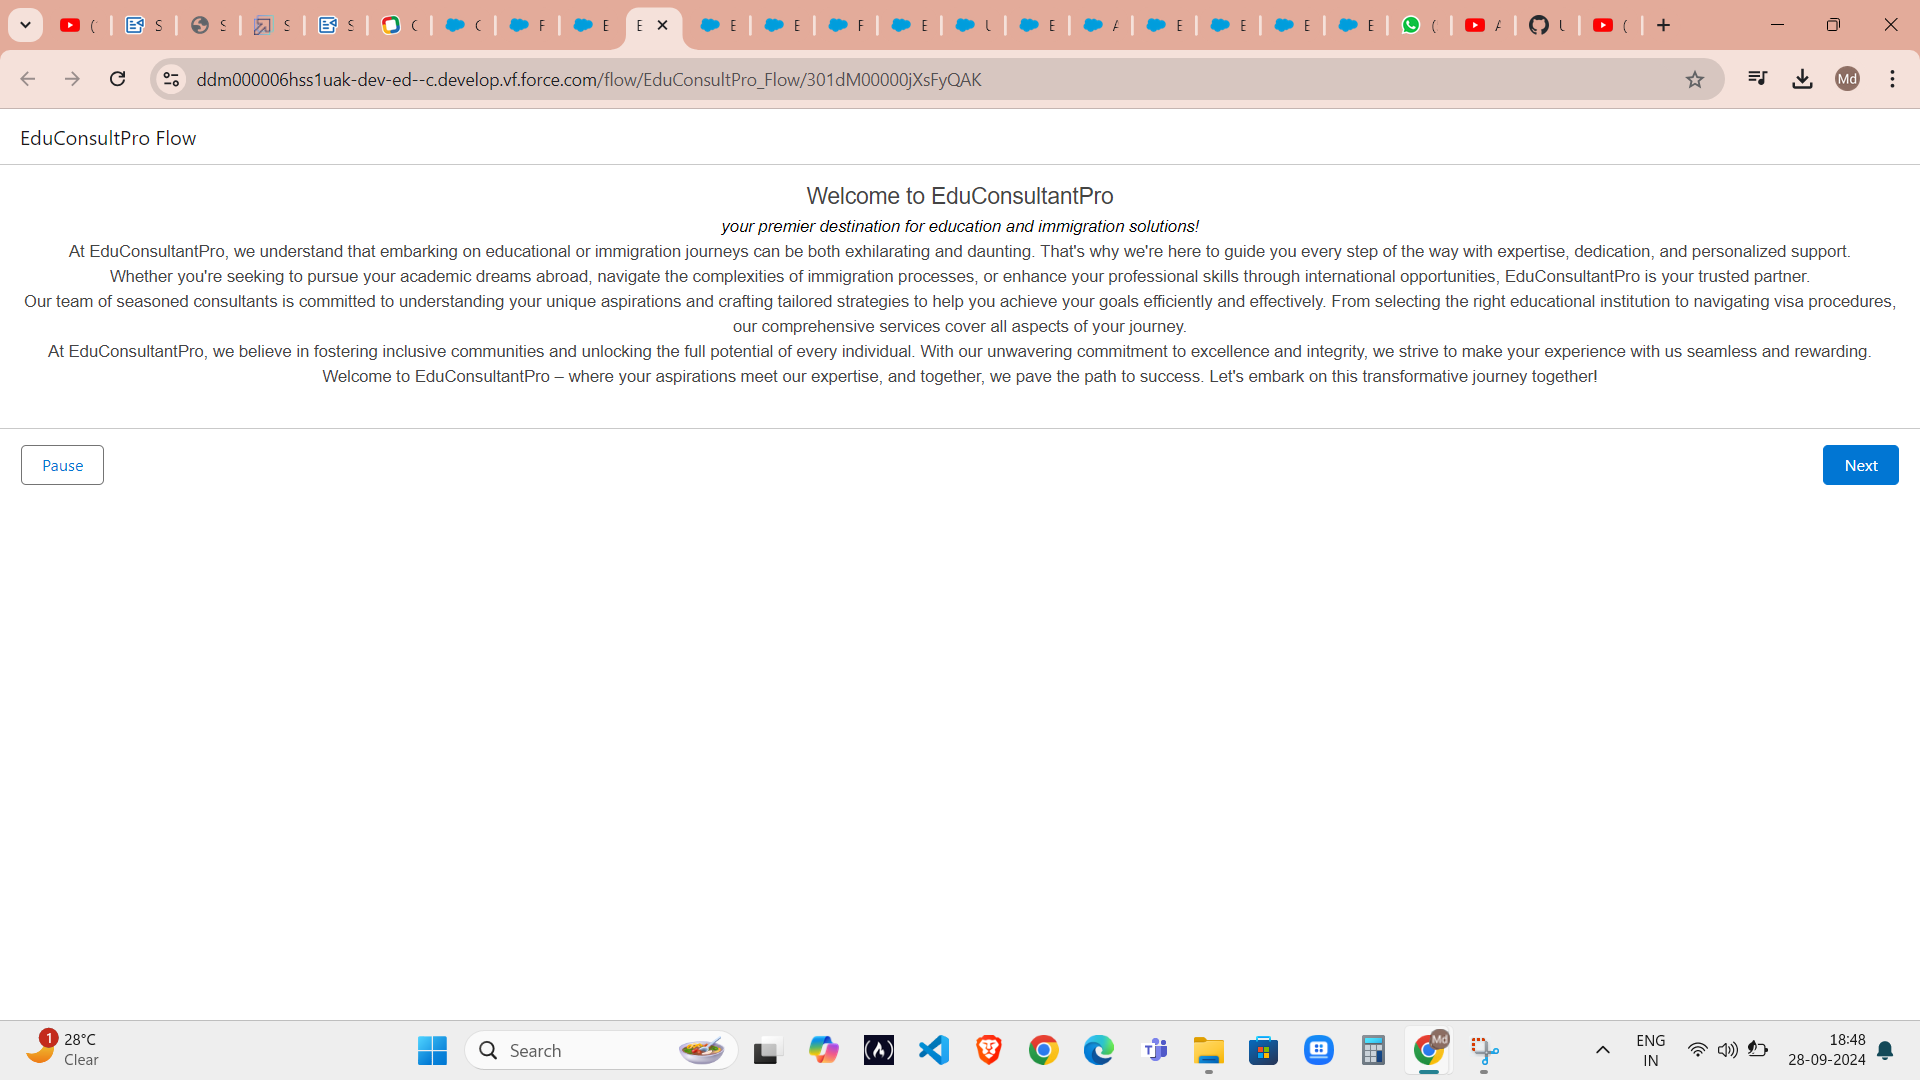 ( S S S S C C F E E E E F E U E A E E E E ( A U (
ddm000006hss1uak-dev-ed--c.develop.vf.force.com/flow/EduConsultPro_Flow/301dM00000jXsFyQAK
Md
EduConsultPro Flow
Welcome to EduConsultantPro
your premier destination for education and immigration solutions!
At EduConsultantPro, we understand that embarking on educational or immigration journeys can be both exhilarating and daunting. That's why we're here to guide you every step of the way with expertise, dedication, and personalized support.
Whether you're seeking to pursue your academic dreams abroad, navigate the complexities of immigration processes, or enhance your professional skills through international opportunities, EduConsultantPro is your trusted partner.
Our team of seasoned consultants is committed to understanding your unique aspirations and crafting tailored strategies to help you achieve your goals efficiently and effectively. From selecting the right educational institution to navigating visa procedures,
our comprehensive services cover all aspects of your journey.
At EduConsultantPro, we believe in fostering inclusive communities and unlocking the full potential of every individual. With our unwavering commitment to excellence and integrity, we strive to make your experience with us seamless and rewarding.
Welcome to EduConsultantPro – where your aspirations meet our expertise, and together, we pave the path to success. Let's embark on this transformative journey together!
Pause
Next
1
28°C
Clear
Search
Md
ENG
IN
18:48
28-09-2024